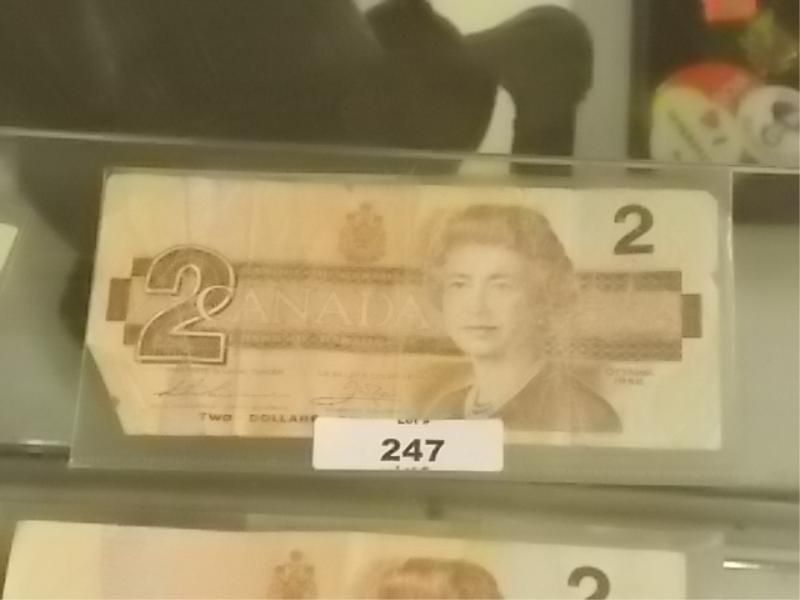 2
2
CANADA
OTTAWA
1986
TWO DOLLARS
Lot #
247
2